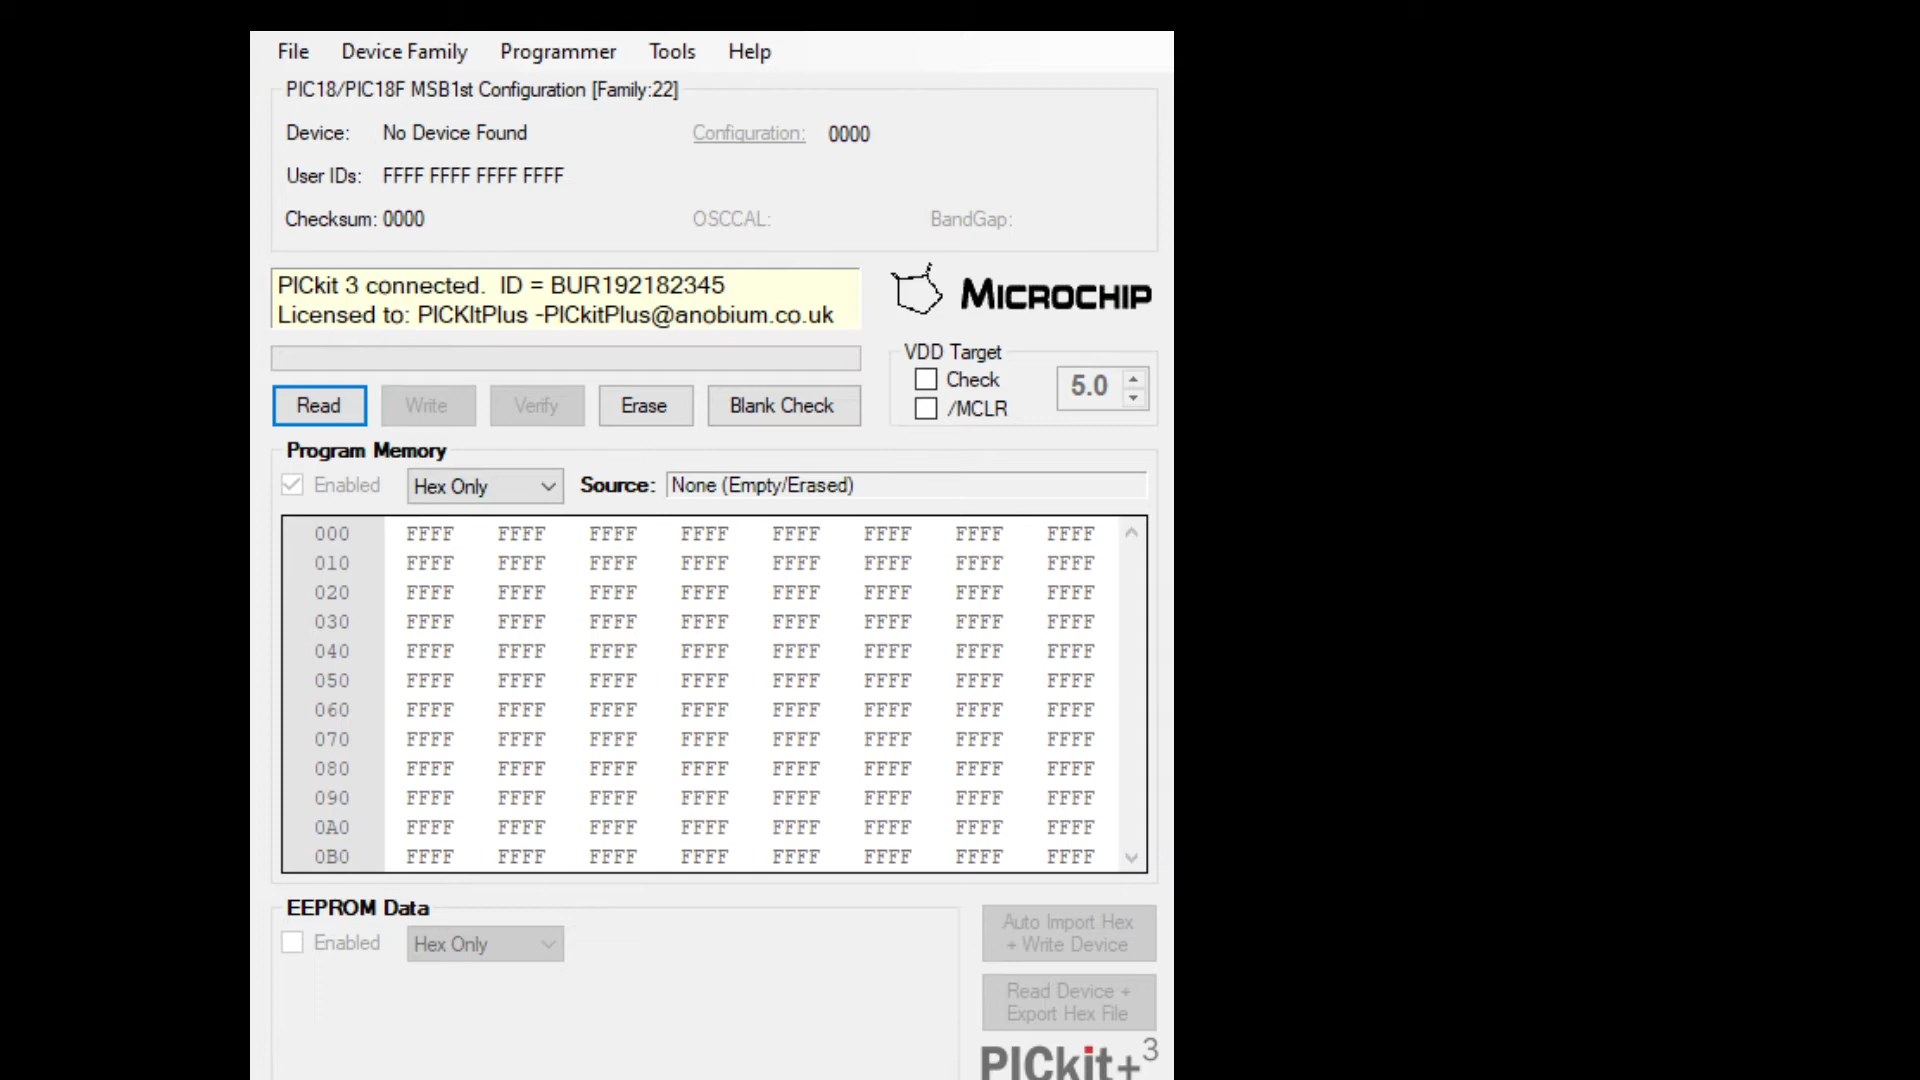 File Device Family Programmer Tools Help
PIC18/PIC18F MSB1st Configuration [Family:22]
Device: No Device Found Configuration: 0000
User IDs: FFFF FFFF FFFF FFFF
Checksum: 0000 OSCCAL: BandGap:
PICkit 3 connected. ID = BUR192182345
Licensed to: PICKItPlus -PICkitPlus@anobium.co.uk
MICROCHIP
VDD Target
Check 5.0
/MCLR
Read Write Verify Erase Blank Check
Program Memory
Enabled Hex Only Source: None (Empty/Erased)
000 FFFF FFFF FFFF FFFF FFFF FFFF FFFF FFFF
010 FFFF FFFF FFFF FFFF FFFF FFFF FFFF FFFF
020 FFFF FFFF FFFF FFFF FFFF FFFF FFFF FFFF
030 FFFF FFFF FFFF FFFF FFFF FFFF FFFF FFFF
040 FFFF FFFF FFFF FFFF FFFF FFFF FFFF FFFF
050 FFFF FFFF FFFF FFFF FFFF FFFF FFFF FFFF
060 FFFF FFFF FFFF FFFF FFFF FFFF FFFF FFFF
070 FFFF FFFF FFFF FFFF FFFF FFFF FFFF FFFF
080 FFFF FFFF FFFF FFFF FFFF FFFF FFFF FFFF
090 FFFF FFFF FFFF FFFF FFFF FFFF FFFF FFFF
0A0 FFFF FFFF FFFF FFFF FFFF FFFF FFFF FFFF
0B0 FFFF FFFF FFFF FFFF FFFF FFFF FFFF FFFF
EEPROM Data
Enabled Hex Only
Auto Import Hex
+ Write Device
Read Device +
Export Hex File
PICkit+3